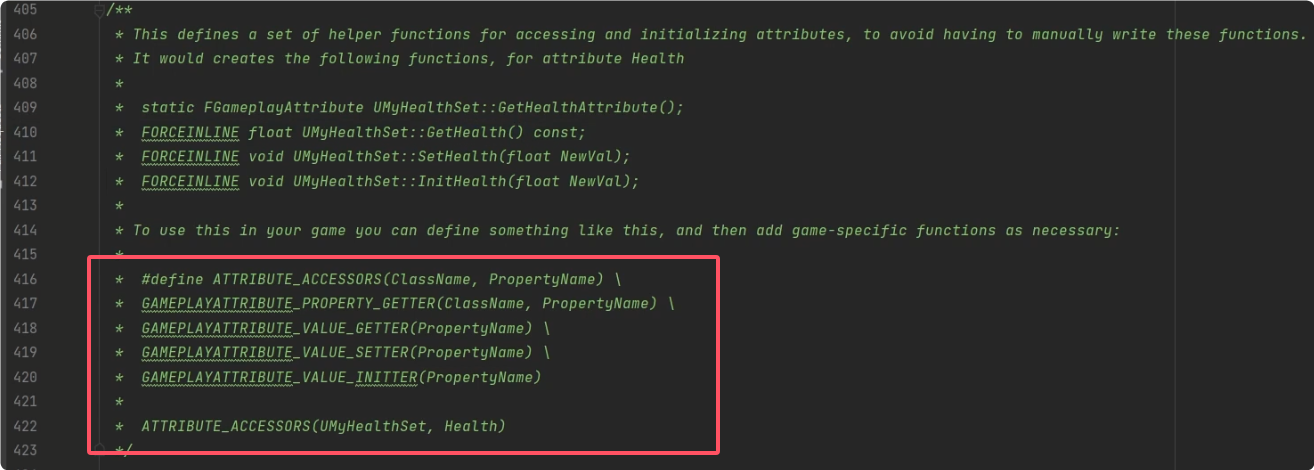 405 /**
406 * This defines a set of helper functions for accessing and initializing attributes, to avoid having to manually write these functions.
407 * It would creates the following functions, for attribute Health
408 *
409 * static FGameplayAttribute UMyHealthSet::GetHealthAttribute();
410 * FORCEINLINE float UMyHealthSet::GetHealth() const;
411 * FORCEINLINE void UMyHealthSet::SetHealth(float NewVal);
412 * FORCEINLINE void UMyHealthSet::InitHealth(float NewVal);
413 *
414 * To use this in your game you can define something like this, and then add game-specific functions as necessary:
415 *
416 * #define ATTRIBUTE_ACCESSORS(ClassName, PropertyName) \
417 * GAMEPLAYATTRIBUTE_PROPERTY_GETTER(ClassName, PropertyName) \
418 * GAMEPLAYATTRIBUTE_VALUE_GETTER(PropertyName) \
419 * GAMEPLAYATTRIBUTE_VALUE_SETTER(PropertyName) \
420 * GAMEPLAYATTRIBUTE_VALUE_INITTER(PropertyName)
421 *
422 * ATTRIBUTE_ACCESSORS(UMyHealthSet, Health)
423 */